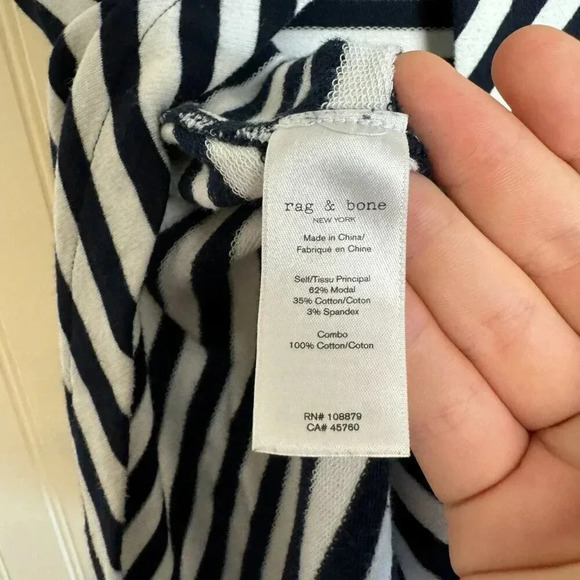 rag & bone
NEW YORK
Made in China/
Fabriqué en Chine
Self/Tissu Principal
62% Modal
35% Cotton/Coton
3% Spandex
Combo
100% Cotton/Coton
RN# 108879
CA# 45760